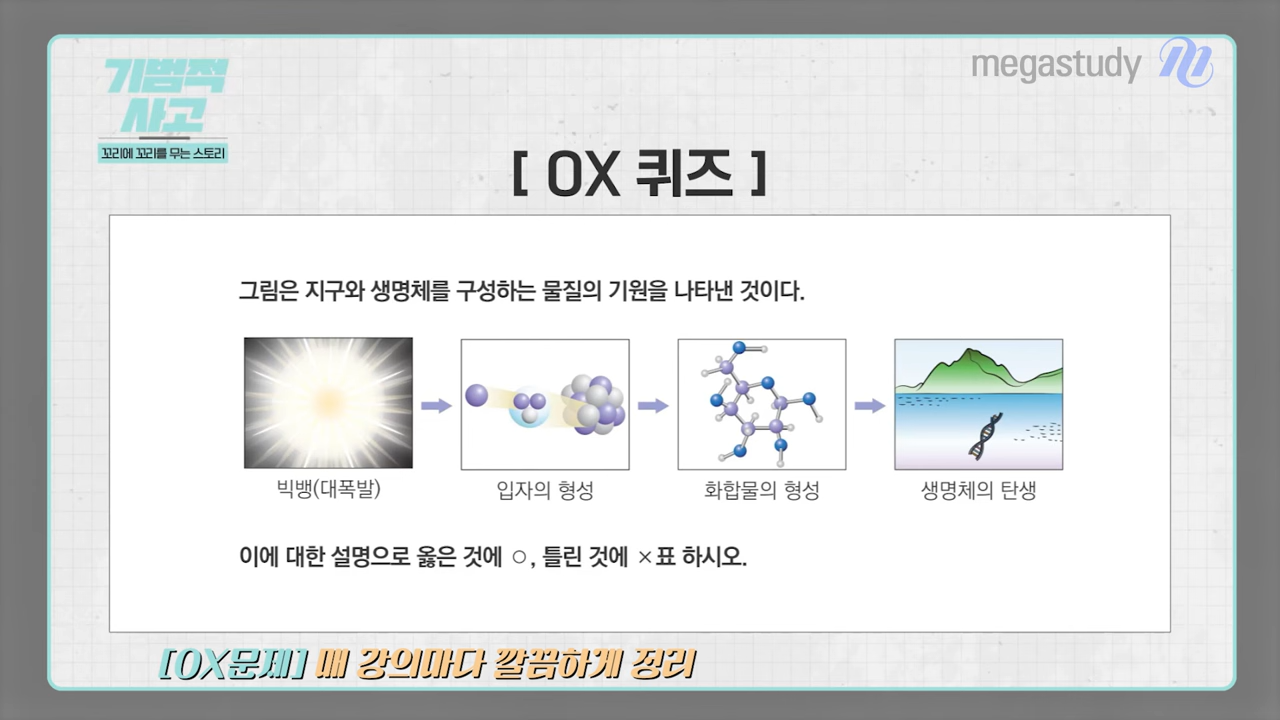 기범적
사고
꼬리에 꼬리를 무는 스토리
megastudy
[ OX 퀴즈 ]
그림은 지구와 생명체를 구성하는 물질의 기원을 나타낸 것이다.
빅뱅(대폭발)
입자의 형성
화합물의 형성
생명체의 탄생
이에 대한 설명으로 옳은 것에 ○, 틀린 것에 ×표 하시오.
[OX문제] 매 강의마다 깔끔하게 정리